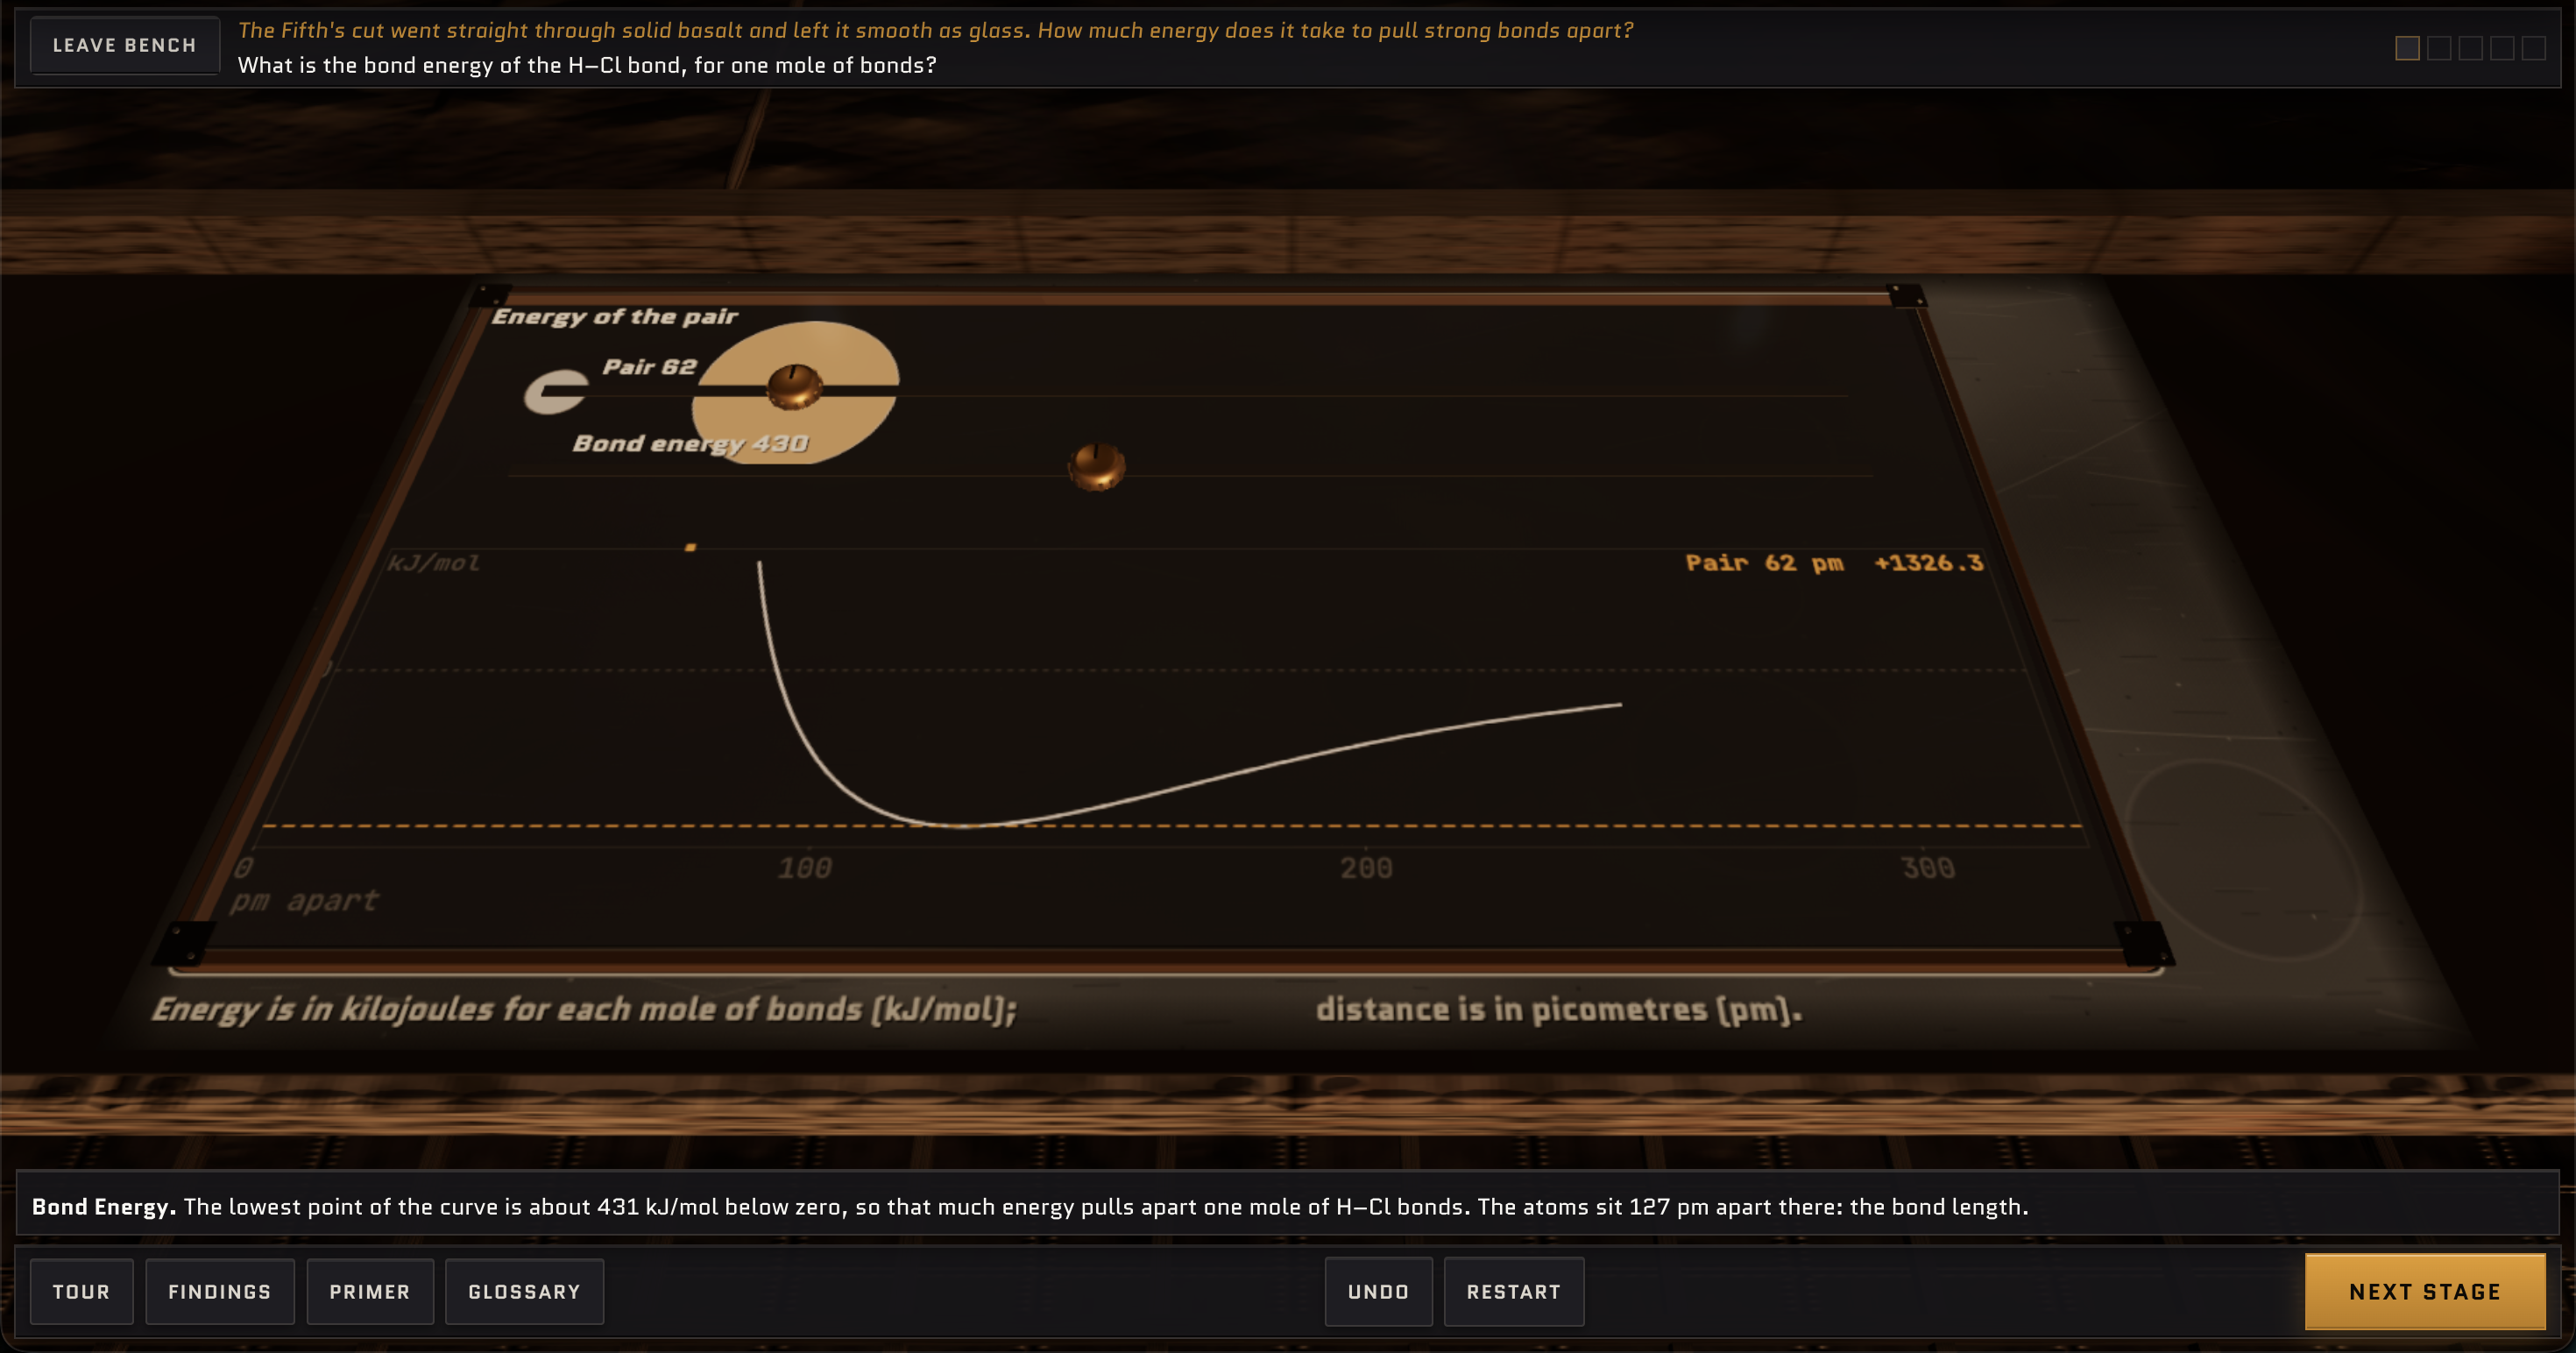 LEAVE BENCH
The Fifth's cut went straight through solid basalt and left it smooth as glass. How much energy does it take to pull strong bonds apart?
What is the bond energy of the H–Cl bond, for one mole of bonds?
Energy of the pair
Pair 62
Bond energy 430
kJ/mol
Pair 62 pm +1326.3
0
0 100 200 300
pm apart
Energy is in kilojoules for each mole of bonds (kJ/mol); distance is in picometres (pm).
Bond Energy. The lowest point of the curve is about 431 kJ/mol below zero, so that much energy pulls apart one mole of H–Cl bonds. The atoms sit 127 pm apart there: the bond length.
TOUR FINDINGS PRIMER GLOSSARY UNDO RESTART NEXT STAGE